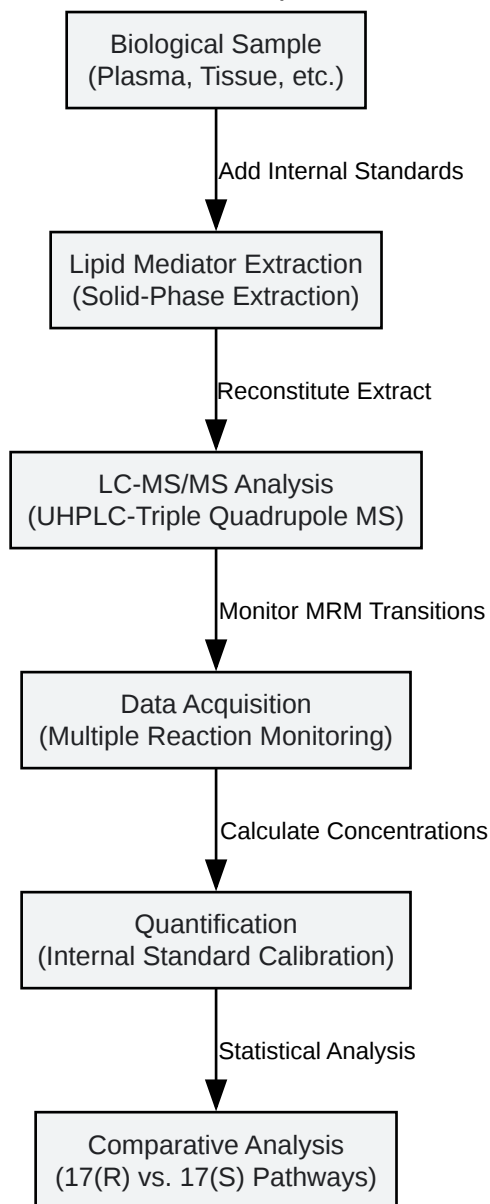 Biological Sample
(Plasma, Tissue, etc.)
Add Internal Standards
Lipid Mediator Extraction
(Solid-Phase Extraction)
Reconstitute Extract
LC-MS/MS Analysis
(UHPLC-Triple Quadrupole MS)
Monitor MRM Transitions
Data Acquisition
(Multiple Reaction Monitoring)
Calculate Concentrations
Quantification
(Internal Standard Calibration)
Statistical Analysis
Comparative Analysis
(17(R) vs. 17(S) Pathways)